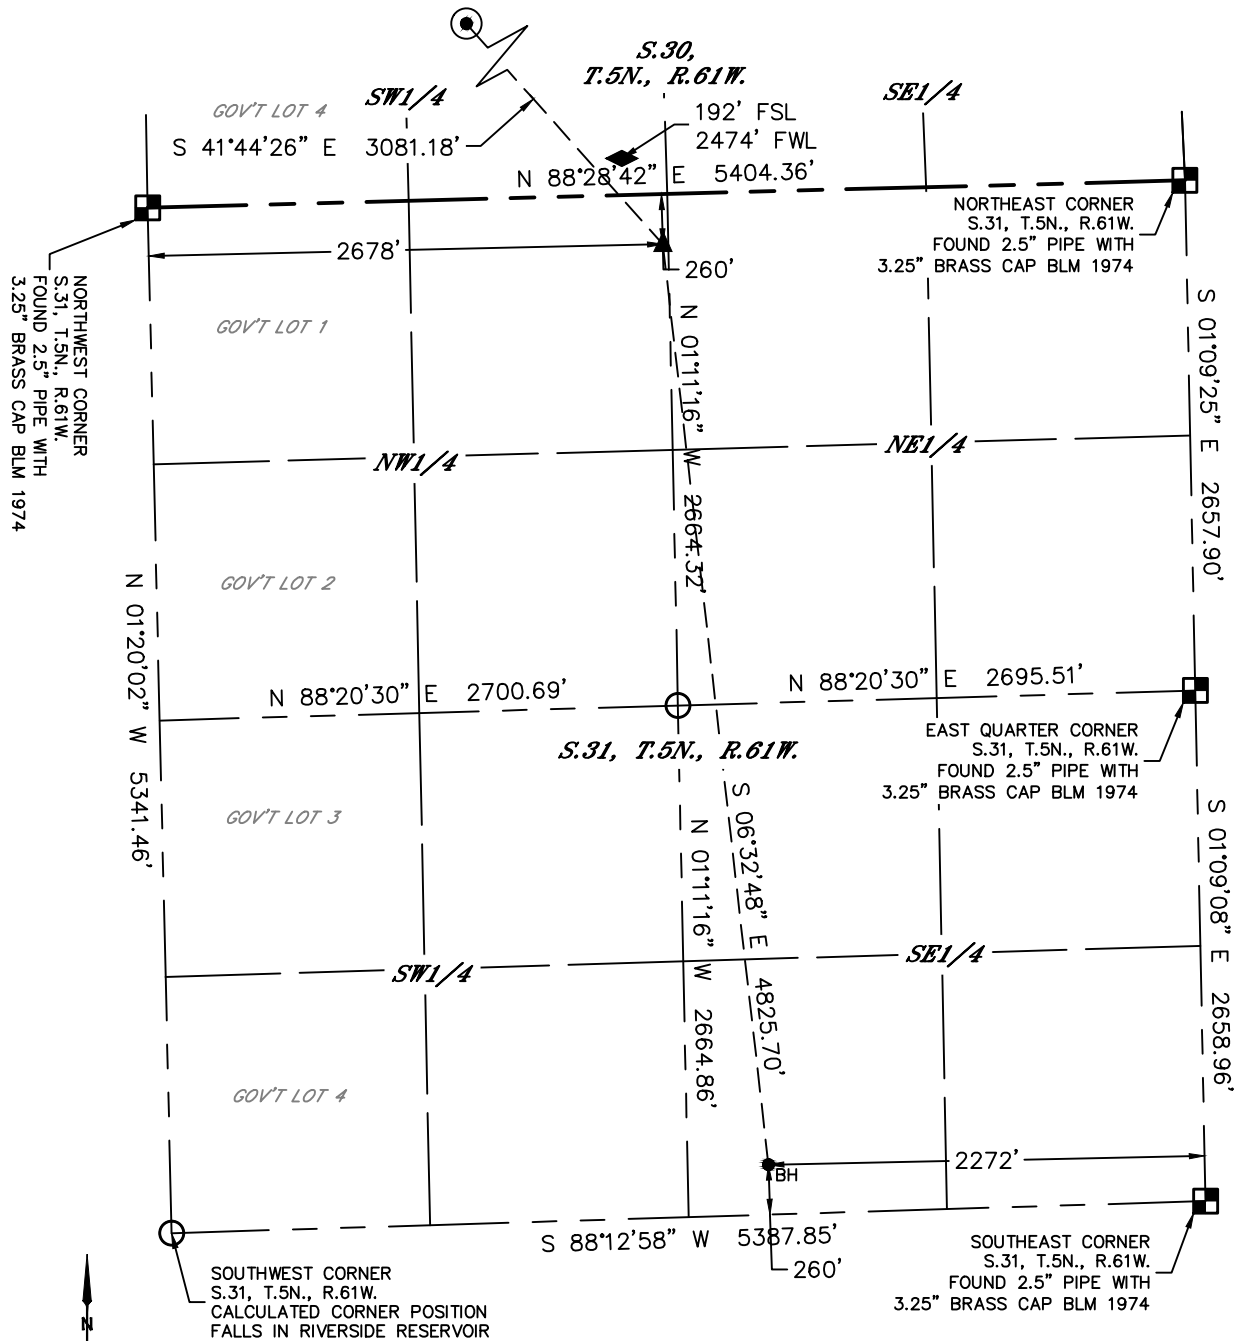 S.30,
T.5N., R.61W.
SW1/4
SE1/4
GOV'T LOT 4
192' FSL
2474' FWL
S 41°44'26" E 3081.18'
N 88°28'42" E 5404.36'
NORTHEAST CORNER
S.31, T.5N., R.61W.
FOUND 2.5" PIPE WITH
3.25" BRASS CAP BLM 1974
2678'
260'
NORTHWEST CORNER
S.31, T.5N., R.61W.
FOUND 2.5" PIPE WITH
3.25" BRASS CAP BLM 1974
GOV'T LOT 1
N 01°11'16" W 2664.32'
S 01°09'25" E 2657.90'
NW1/4
NE1/4
GOV'T LOT 2
N 01°20'02" W 5341.46'
N 88°20'30" E 2700.69'
N 88°20'30" E 2695.51'
S.31, T.5N., R.61W.
EAST QUARTER CORNER
S.31, T.5N., R.61W.
FOUND 2.5" PIPE WITH
3.25" BRASS CAP BLM 1974
GOV'T LOT 3
S 06°32'48" E 4825.70'
N 01°11'16" W 2664.86'
S 01°09'08" E 2658.96'
SW1/4
SE1/4
GOV'T LOT 4
2272'
BH
S 88°12'58" W 5387.85'
260'
SOUTHWEST CORNER
S.31, T.5N., R.61W.
CALCULATED CORNER POSITION
FALLS IN RIVERSIDE RESERVOIR
SOUTHEAST CORNER
S.31, T.5N., R.61W.
FOUND 2.5" PIPE WITH
3.25" BRASS CAP BLM 1974
N